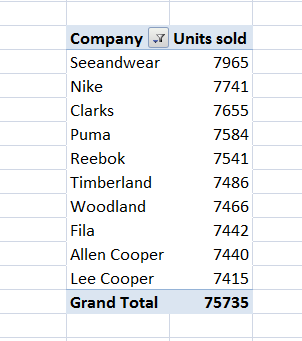 Company Units sold
Seeandwear 7965
Nike 7741
Clarks 7655
Puma 7584
Reebok 7541
Timberland 7486
Woodland 7466
Fila 7442
Allen Cooper 7440
Lee Cooper 7415
Grand Total 75735